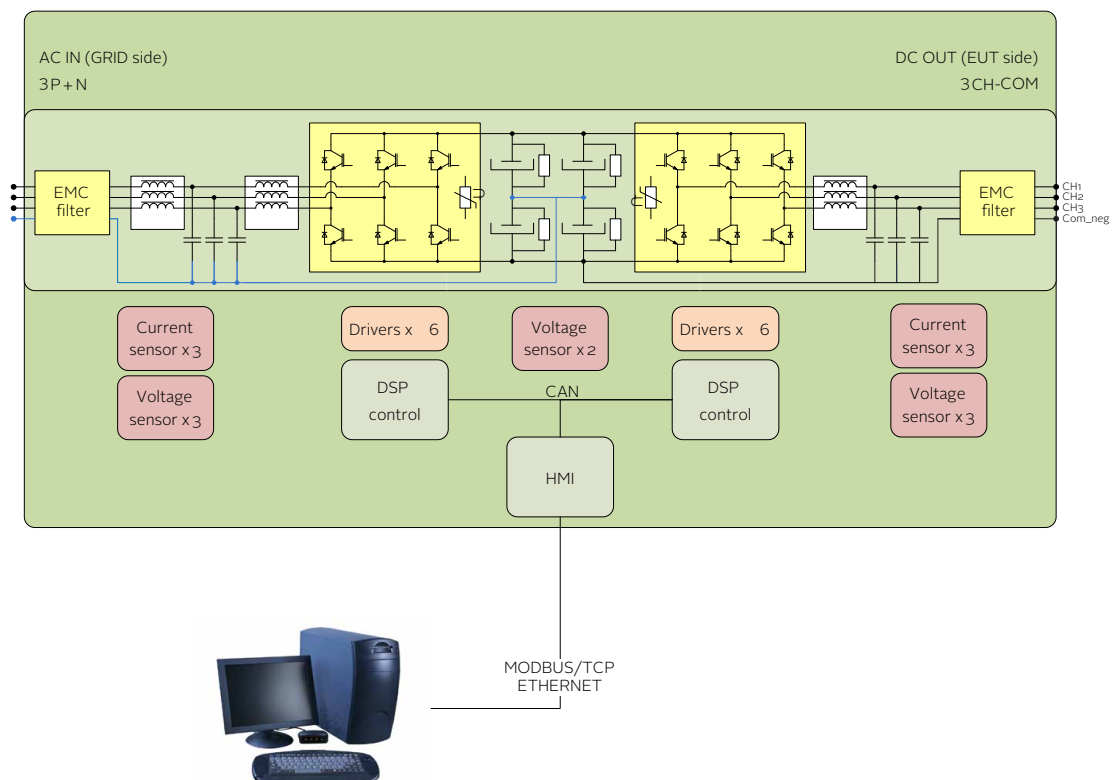 AC IN (GRID side)
3P+N
DC OUT (EUT side)
3CH-COM
EMC
filter
EMC
filter
CH1
CH2
CH3
Com_neg
Current
sensor x3
Drivers x 6
Voltage
sensor x2
Drivers x 6
Current
sensor x3
Voltage
sensor x3
DSP
control
CAN
DSP
control
Voltage
sensor x3
HMI
MODBUS/TCP
ETHERNET